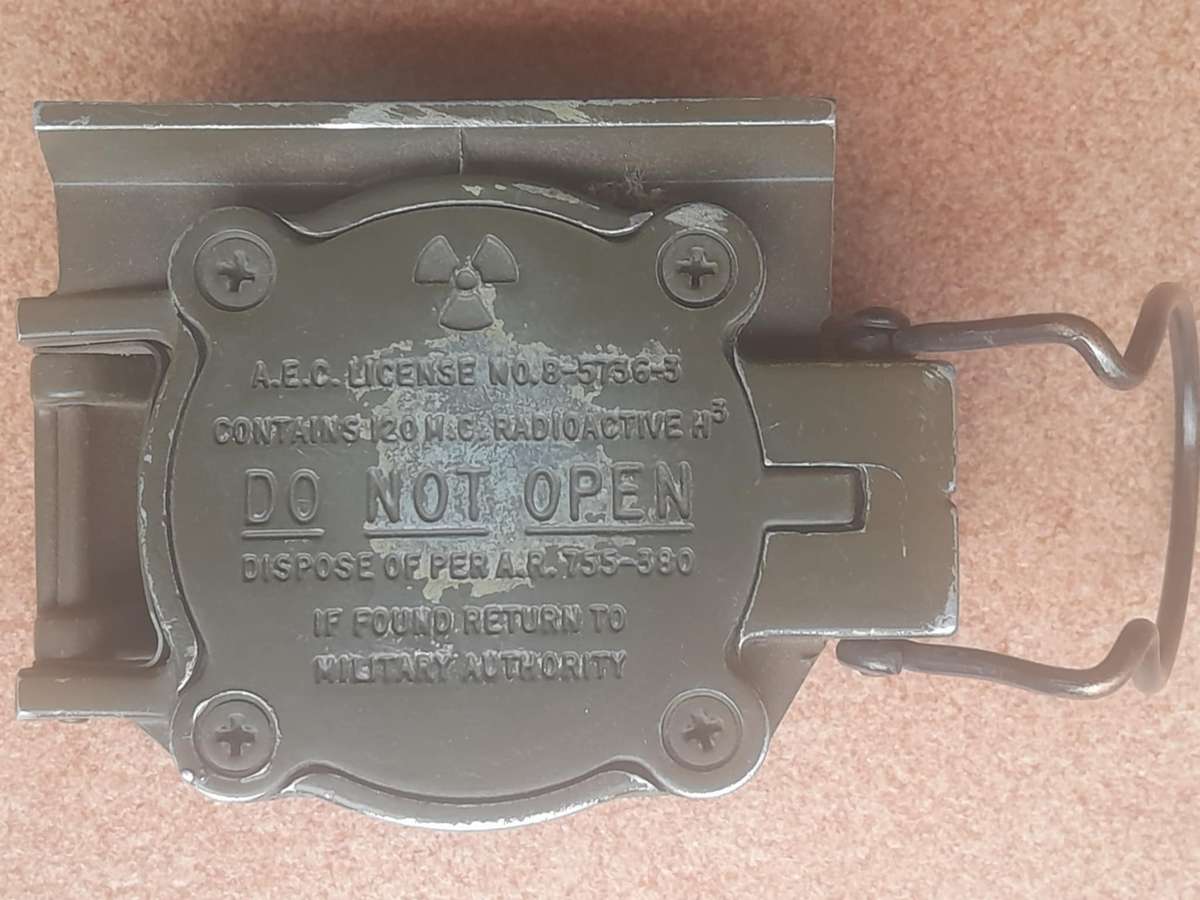 A.E.C. LICENSE NO. 8-5736-3
CONTAINS 120 M.C. RADIOACTIVE H³
DO NOT OPEN
DISPOSE OF PER A.R. 755-380
IF FOUND RETURN TO
MILITARY AUTHORITY